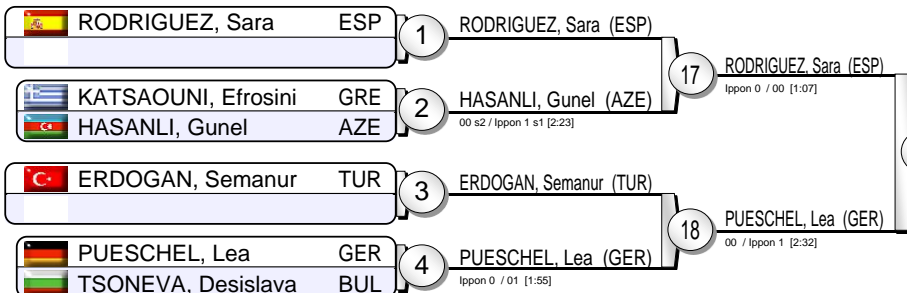 RODRIGUEZ, Sara ESP
1
RODRIGUEZ, Sara (ESP)
17
RODRIGUEZ, Sara (ESP)
Ippon 0 / 00 [1:07]
KATSAOUNI, Efrosini GRE
HASANLI, Gunel AZE
2
HASANLI, Gunel (AZE)
00 s2 / Ippon 1 s1 [2:23]
ERDOGAN, Semanur TUR
3
ERDOGAN, Semanur (TUR)
18
PUESCHEL, Lea (GER)
00 / Ippon 1 [2:32]
PUESCHEL, Lea GER
TSONEVA, Desislava BUL
4
PUESCHEL, Lea (GER)
Ippon 0 / 01 [1:55]